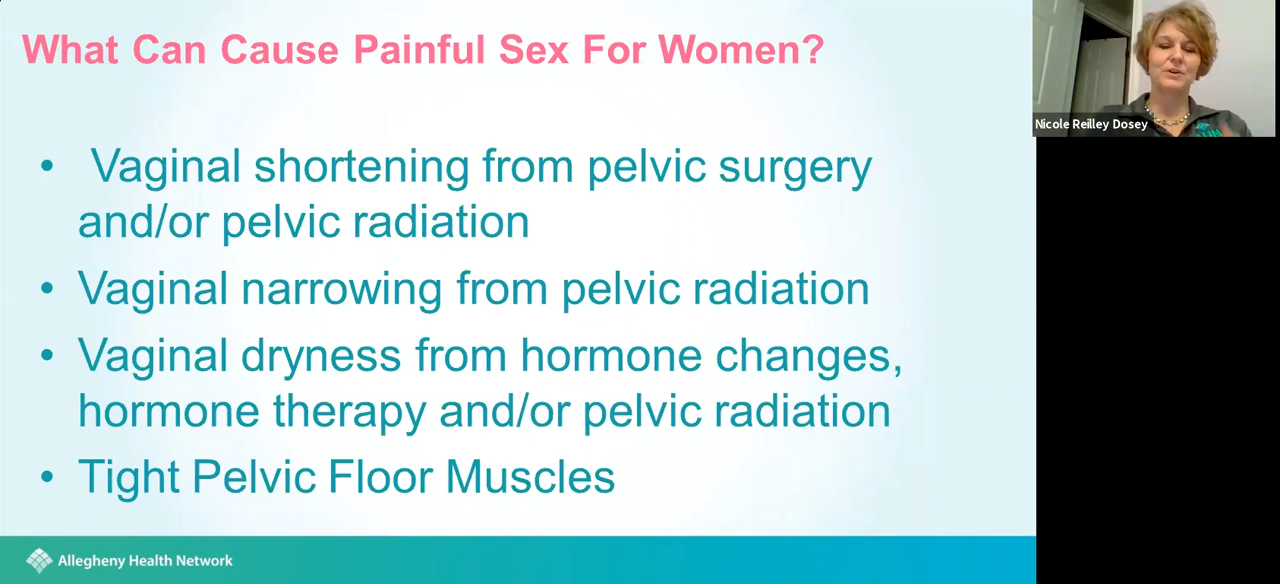 What Can Cause Painful Sex For Women?
• Vaginal shortening from pelvic surgery
and/or pelvic radiation
• Vaginal narrowing from pelvic radiation
• Vaginal dryness from hormone changes,
hormone therapy and/or pelvic radiation
• Tight Pelvic Floor Muscles
Allegheny Health Network
Nicole Reilley Dosey